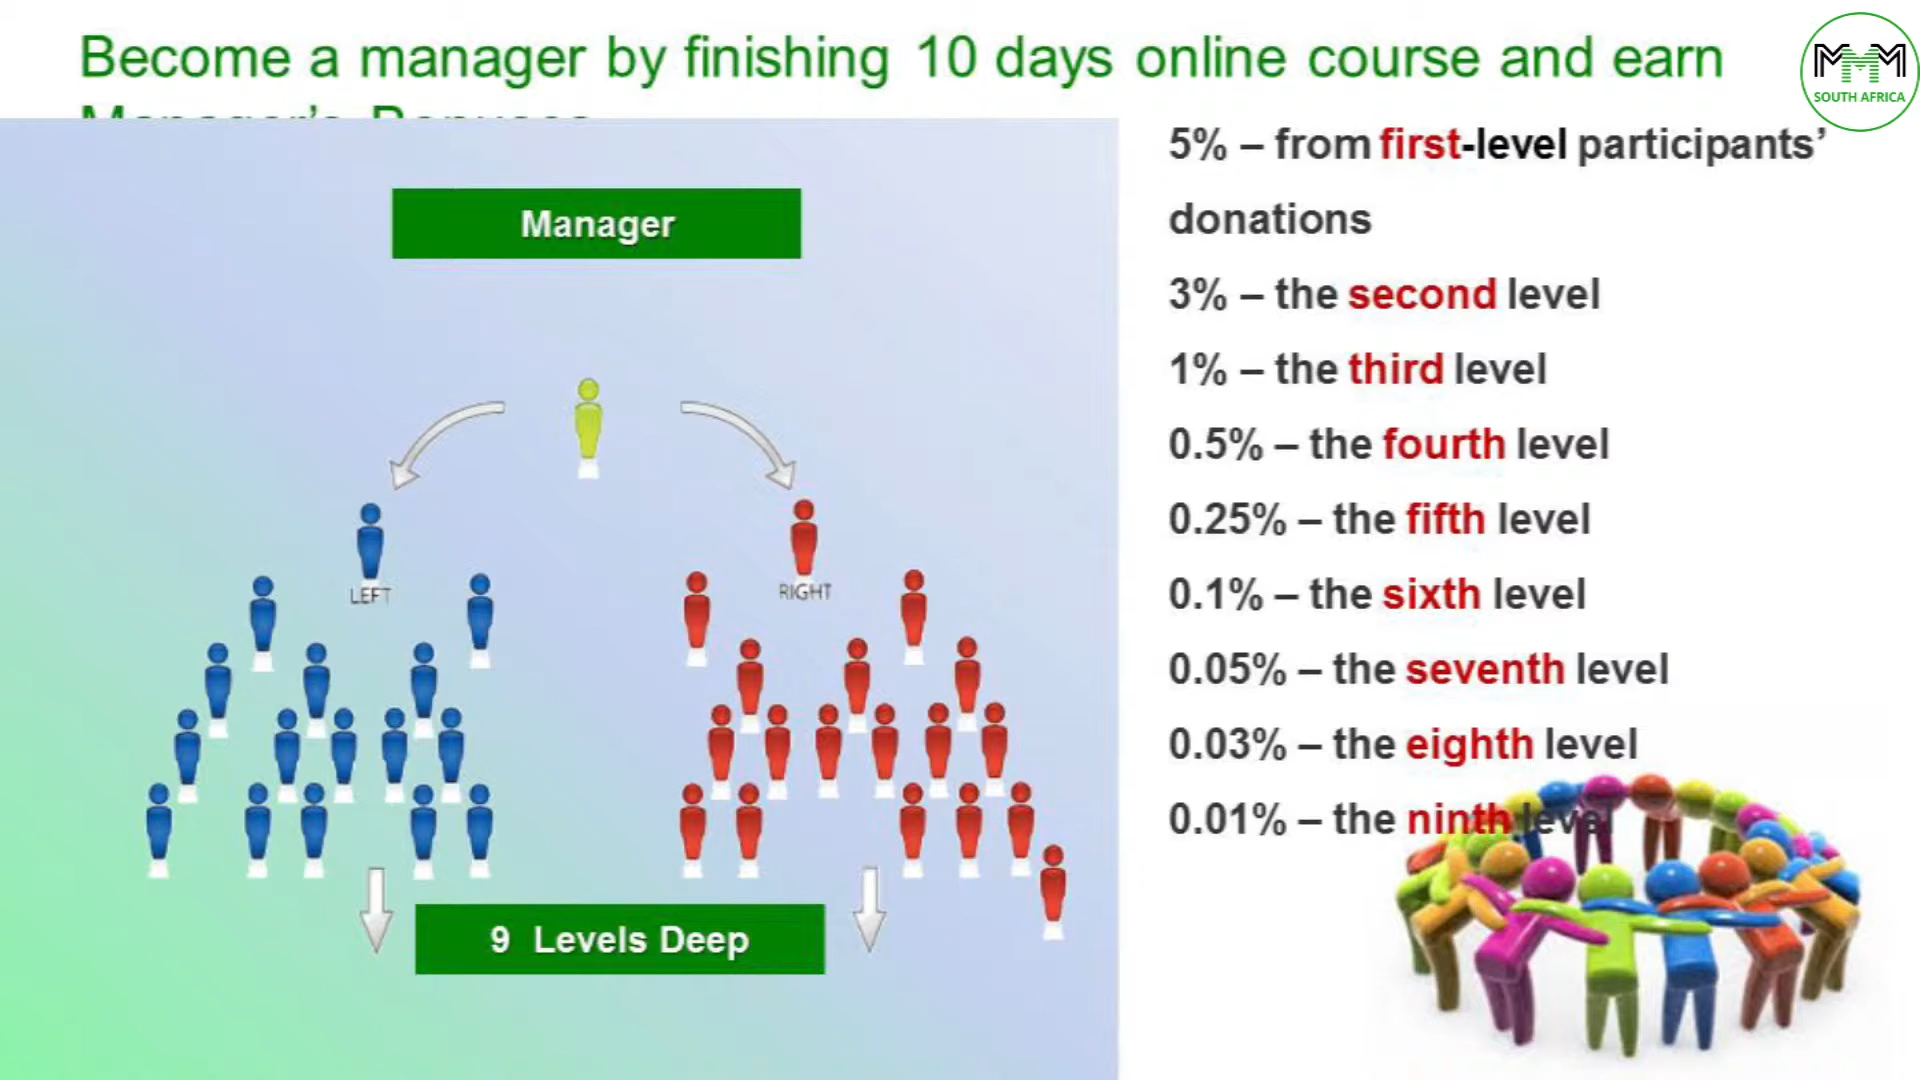 Become a manager by finishing 10 days online course and earn
Manager's Bonuses
MMM
SOUTH AFRICA
Manager
LEFT
RIGHT
9 Levels Deep
5% – from first-level participants’
donations
3% – the second level
1% – the third level
0.5% – the fourth level
0.25% – the fifth level
0.1% – the sixth level
0.05% – the seventh level
0.03% – the eighth level
0.01% – the ninth level